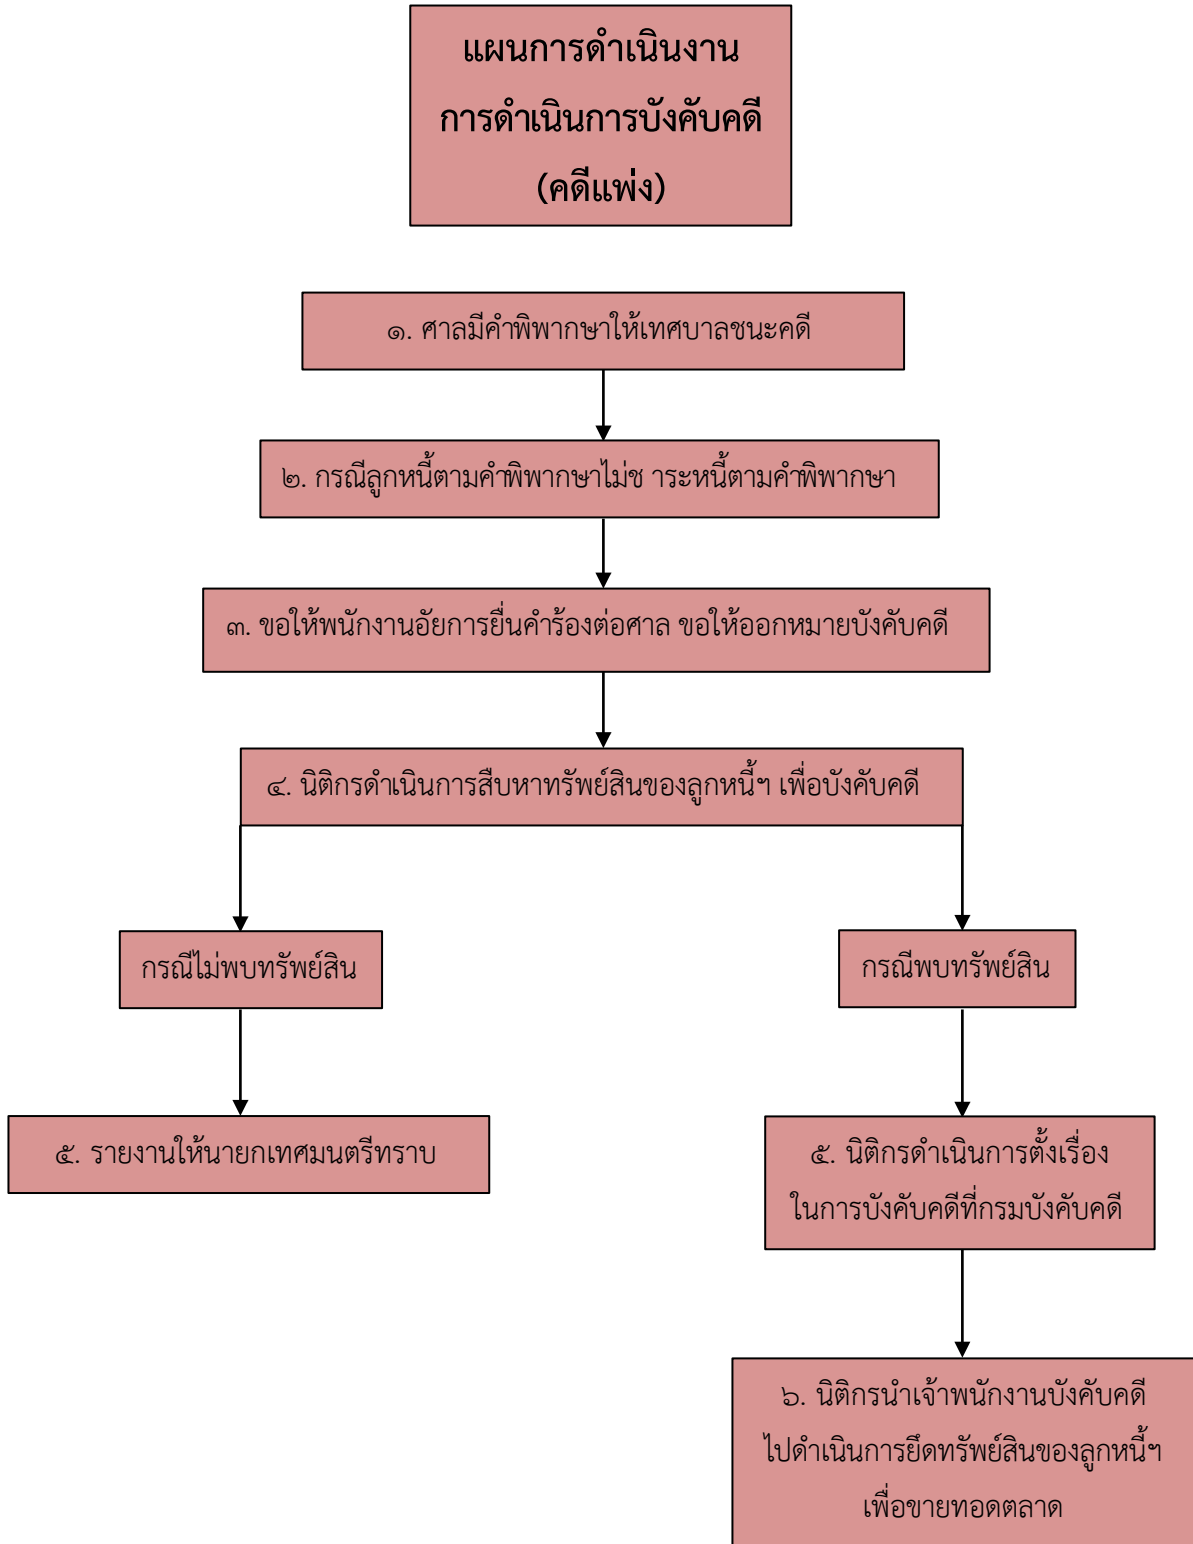 แผนการดำเนินงาน
การดำเนินการบังคับคดี
(คดีแพ่ง)
๑. ศาลมีคำพิพากษาให้เทศบาลชนะคดี
๒. กรณีลูกหนี้ตามคำพิพากษาไม่ช าระหนี้ตามคำพิพากษา
๓. ขอให้พนักงานอัยการยื่นคำร้องต่อศาล ขอให้ออกหมายบังคับคดี
๔. นิติกรดำเนินการสืบหาทรัพย์สินของลูกหนี้ฯ เพื่อบังคับคดี
กรณีไม่พบทรัพย์สิน
กรณีพบทรัพย์สิน
๕. รายงานให้นายกเทศมนตรีทราบ
๕. นิติกรดำเนินการตั้งเรื่อง
ในการบังคับคดีที่กรมบังคับคดี
๖. นิติกรนำเจ้าพนักงานบังคับคดี
ไปดำเนินการยึดทรัพย์สินของลูกหนี้ฯ
เพื่อขายทอดตลาด